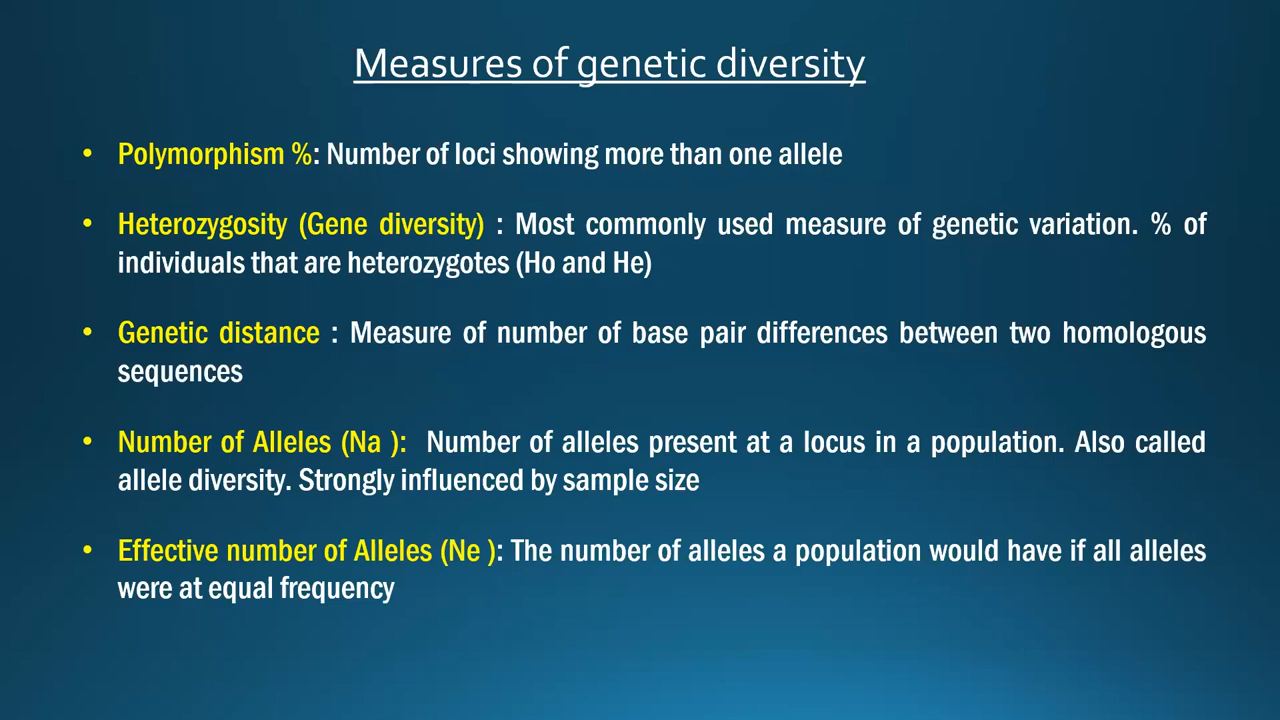 Measures of genetic diversity
• Polymorphism %: Number of loci showing more than one allele
• Heterozygosity (Gene diversity) : Most commonly used measure of genetic variation. % of
individuals that are heterozygotes (Ho and He)
• Genetic distance : Measure of number of base pair differences between two homologous
sequences
• Number of Alleles (Na ): Number of alleles present at a locus in a population. Also called
allele diversity. Strongly influenced by sample size
• Effective number of Alleles (Ne ): The number of alleles a population would have if all alleles
were at equal frequency